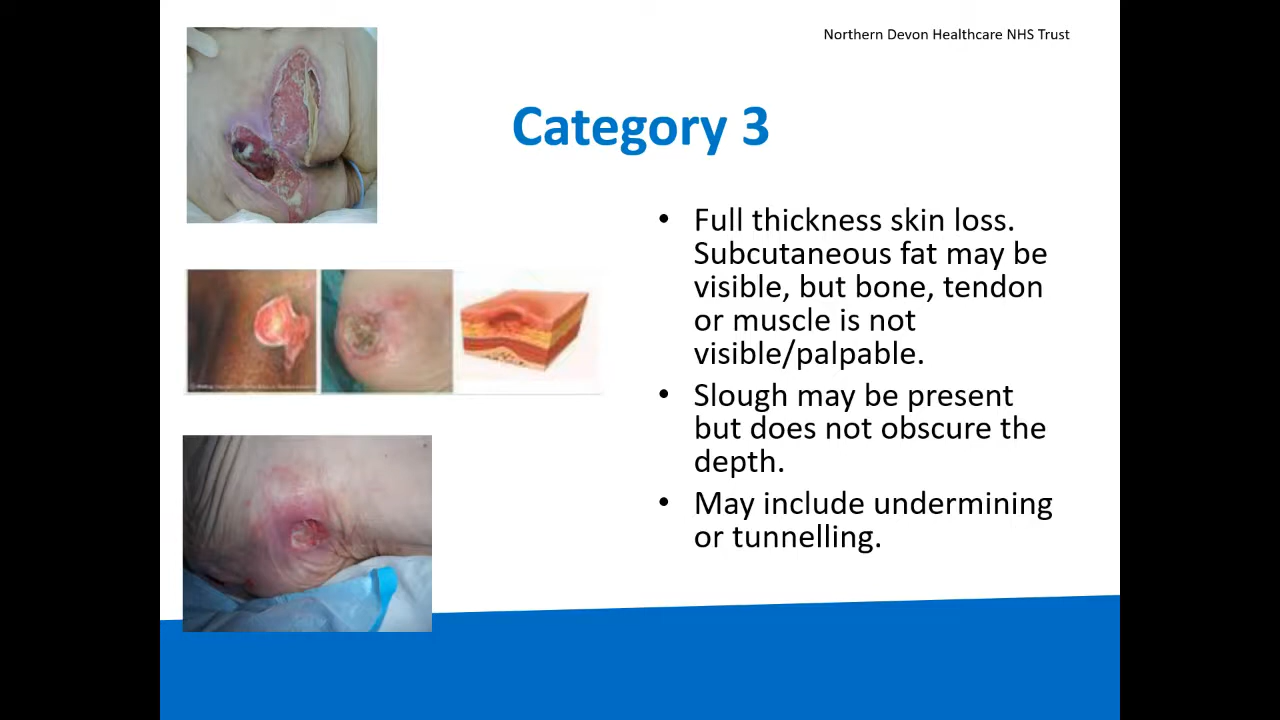 Northern Devon Healthcare NHS Trust
Category 3
• Full thickness skin loss.
Subcutaneous fat may be
visible, but bone, tendon
or muscle is not
visible/palpable.
• Slough may be present
but does not obscure the
depth.
• May include undermining
or tunnelling.